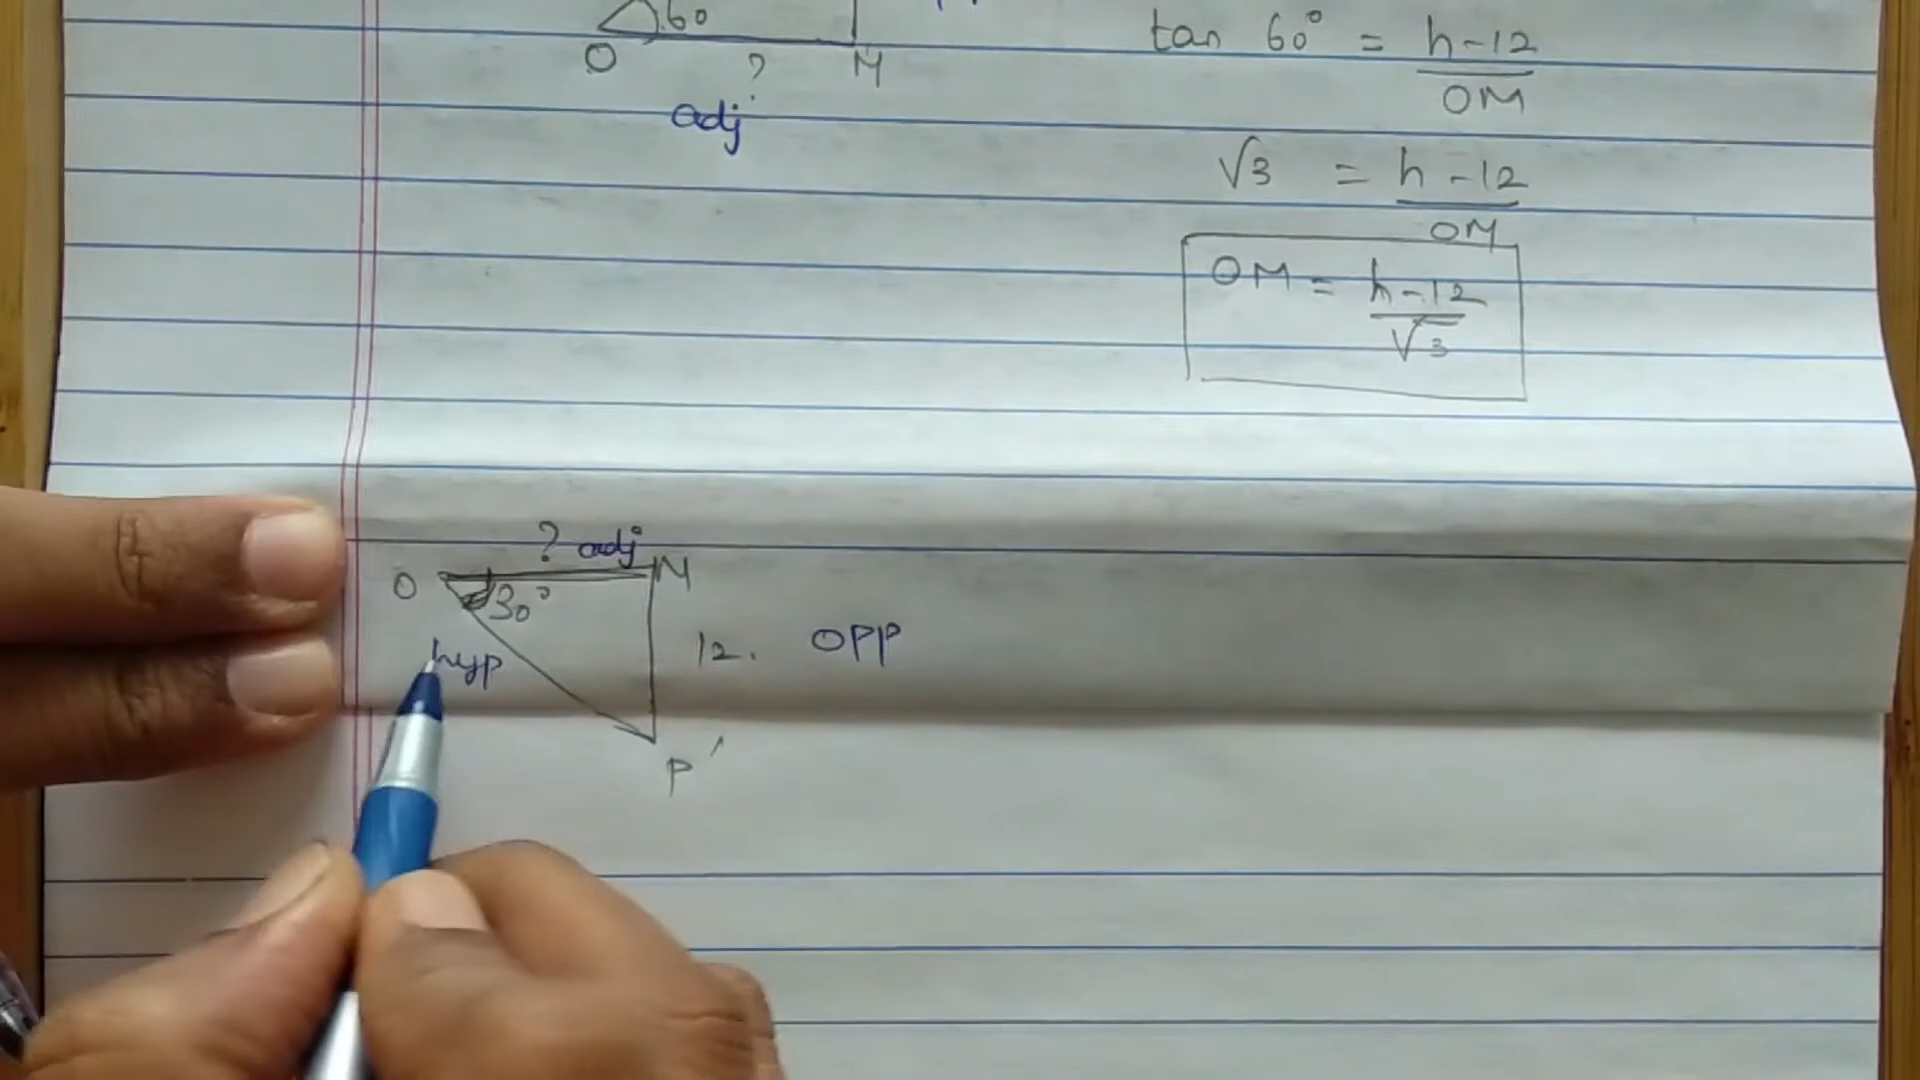 60
O ? M
adj
tan 60° = h-12
OM
√3 = h-12
OM
OM = h-12
√3
? adj
O 30° M
hyp 12. OPP
P'